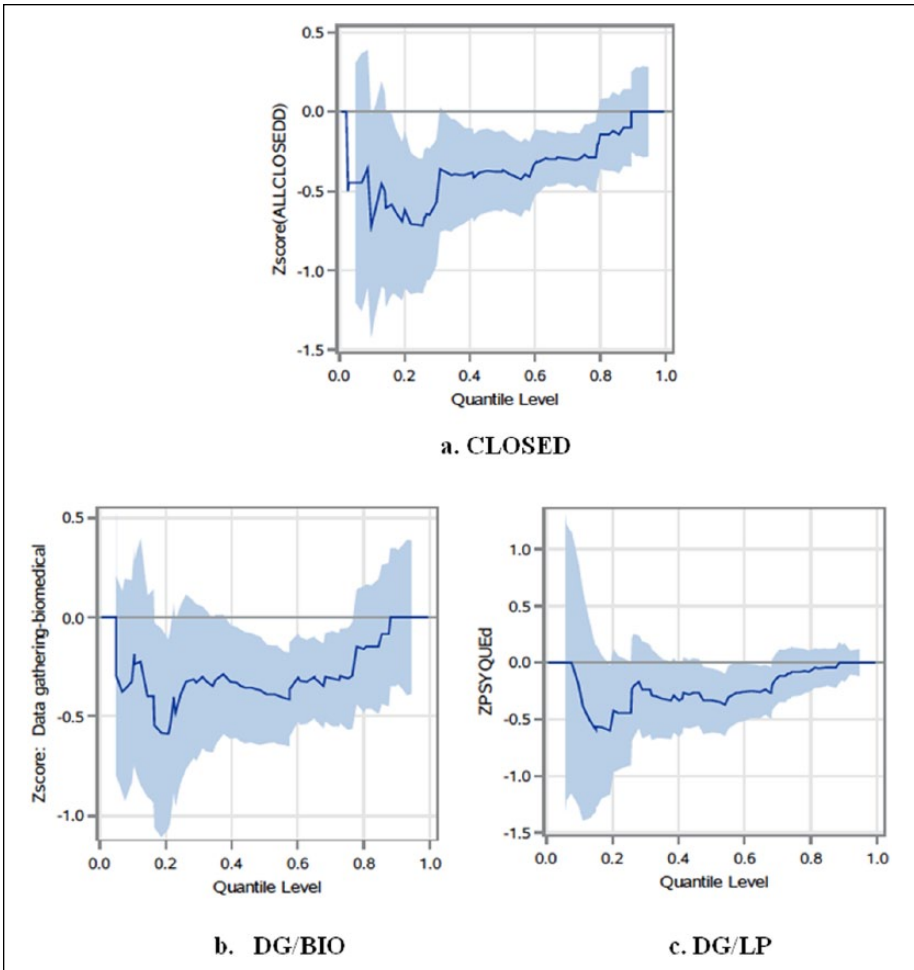 0.5
0.0
-0.5
-1.0
-1.5
Zscore(ALLCLOSEDD)
0.0 0.2 0.4 0.6 0.8 1.0
Quantile Level
a. CLOSED
0.5
0.0
-0.5
-1.0
Zscore: Data gathering-biomedical
0.0 0.2 0.4 0.6 0.8 1.0
Quantile Level
b. DG/BIO
1.0
0.5
0.0
-0.5
-1.0
-1.5
ZPSYQUEd
0.0 0.2 0.4 0.6 0.8 1.0
Quantile Level
c. DG/LP